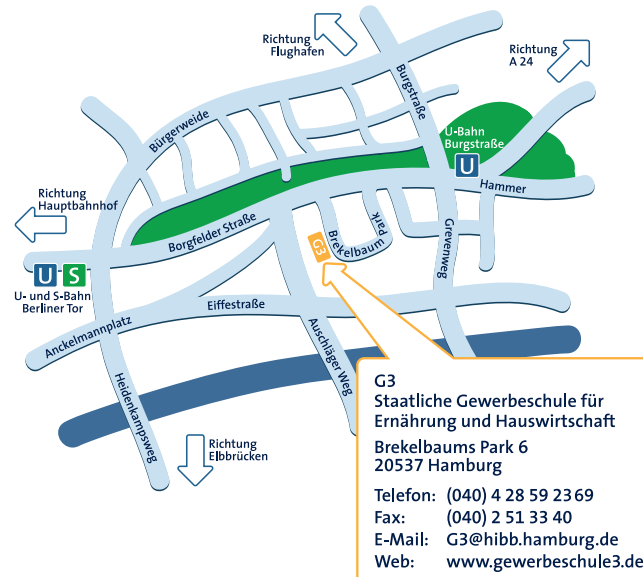 Richtung
Flughafen
Burgstraße
Richtung
A 24
Bürgerweide
U-Bahn
Burgstraße
U
Hammer
Richtung
Hauptbahnhof
Borgfelder Straße
Park
Brekelbaum
G3
Grevenweg
U S
U- und S-Bahn
Berliner Tor
Eiffestraße
Anckelmannplatz
Auschläger Weg
Heidenkampsweg
Richtung
Elbbrücken
G3
Staatliche Gewerbeschule für
Ernährung und Hauswirtschaft
Brekelbaums Park 6
20537 Hamburg
Telefon: (040) 4 28 59 23 69
Fax: (040) 2 51 33 40
E-Mail: G3@hibb.hamburg.de
Web: www.gewerbeschule3.de